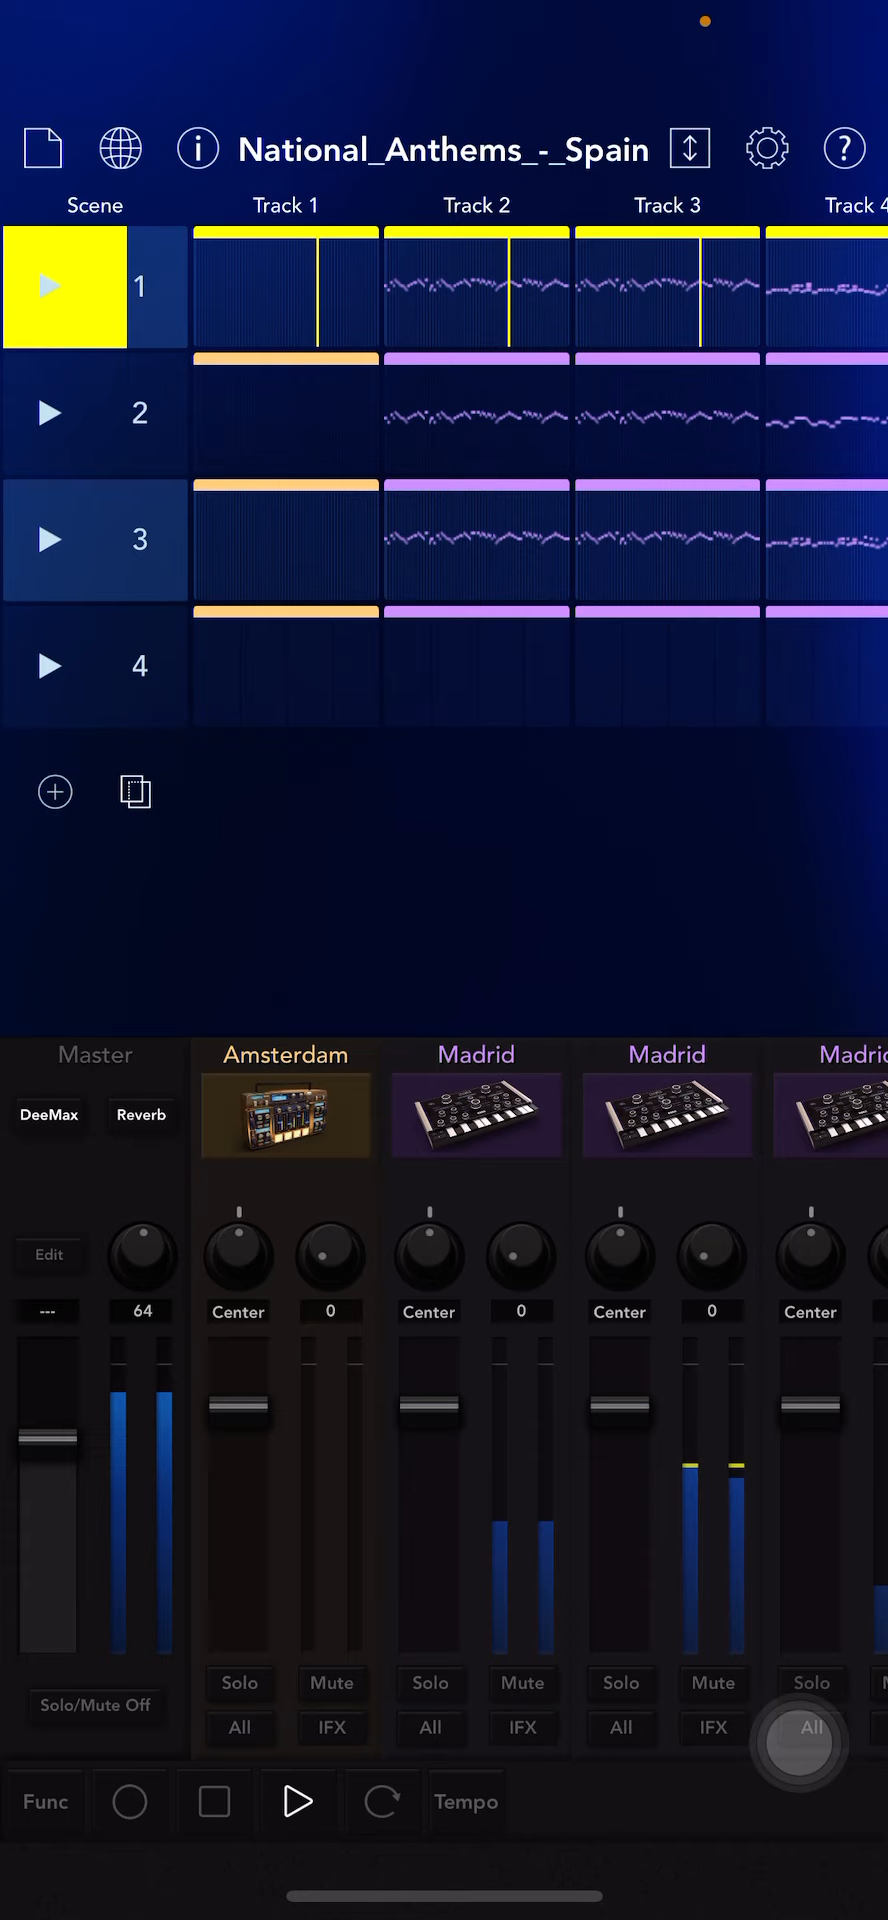 National_Anthems_-_Spain
Scene Track 1 Track 2 Track 3 Track 4
1
2
3
4
Master Amsterdam Madrid Madrid
DeeMax Reverb
Edit
--- 64 Center 0 Center 0 Center 0 Center
Solo Mute Solo Mute Solo Mute Solo
Solo/Mute Off
All IFX All IFX All IFX All
Func Tempo